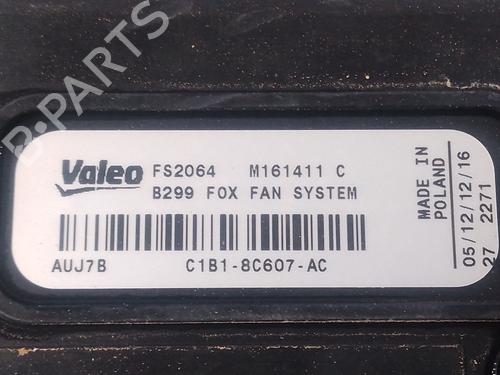 Valeo FS2064 M161411 C
B299 FOX FAN SYSTEM
AUJ7B C1B1-8C607-AC
MADE IN
POLAND
05/12/12/16
27 2271
B-PARTS